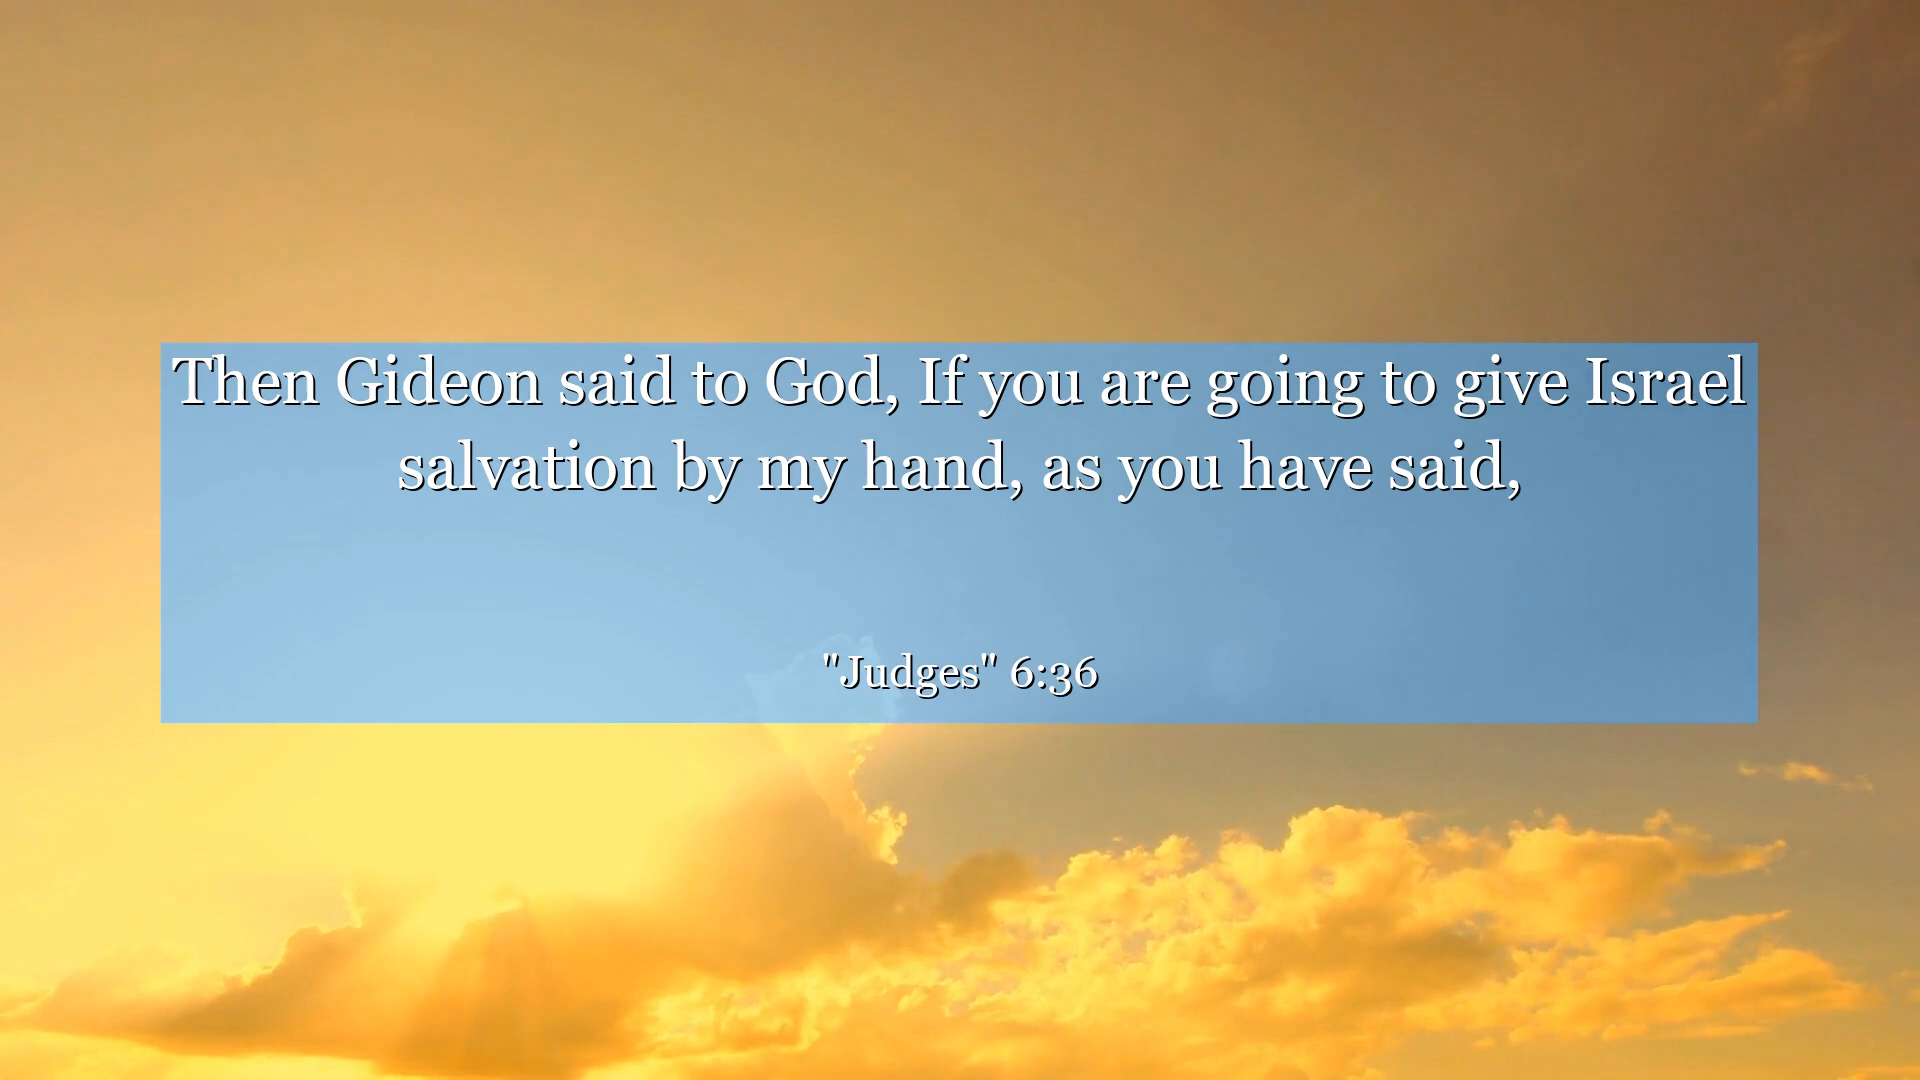 Then Gideon said to God, If you are going to give Israel
salvation by my hand, as you have said,
"Judges" 6:36